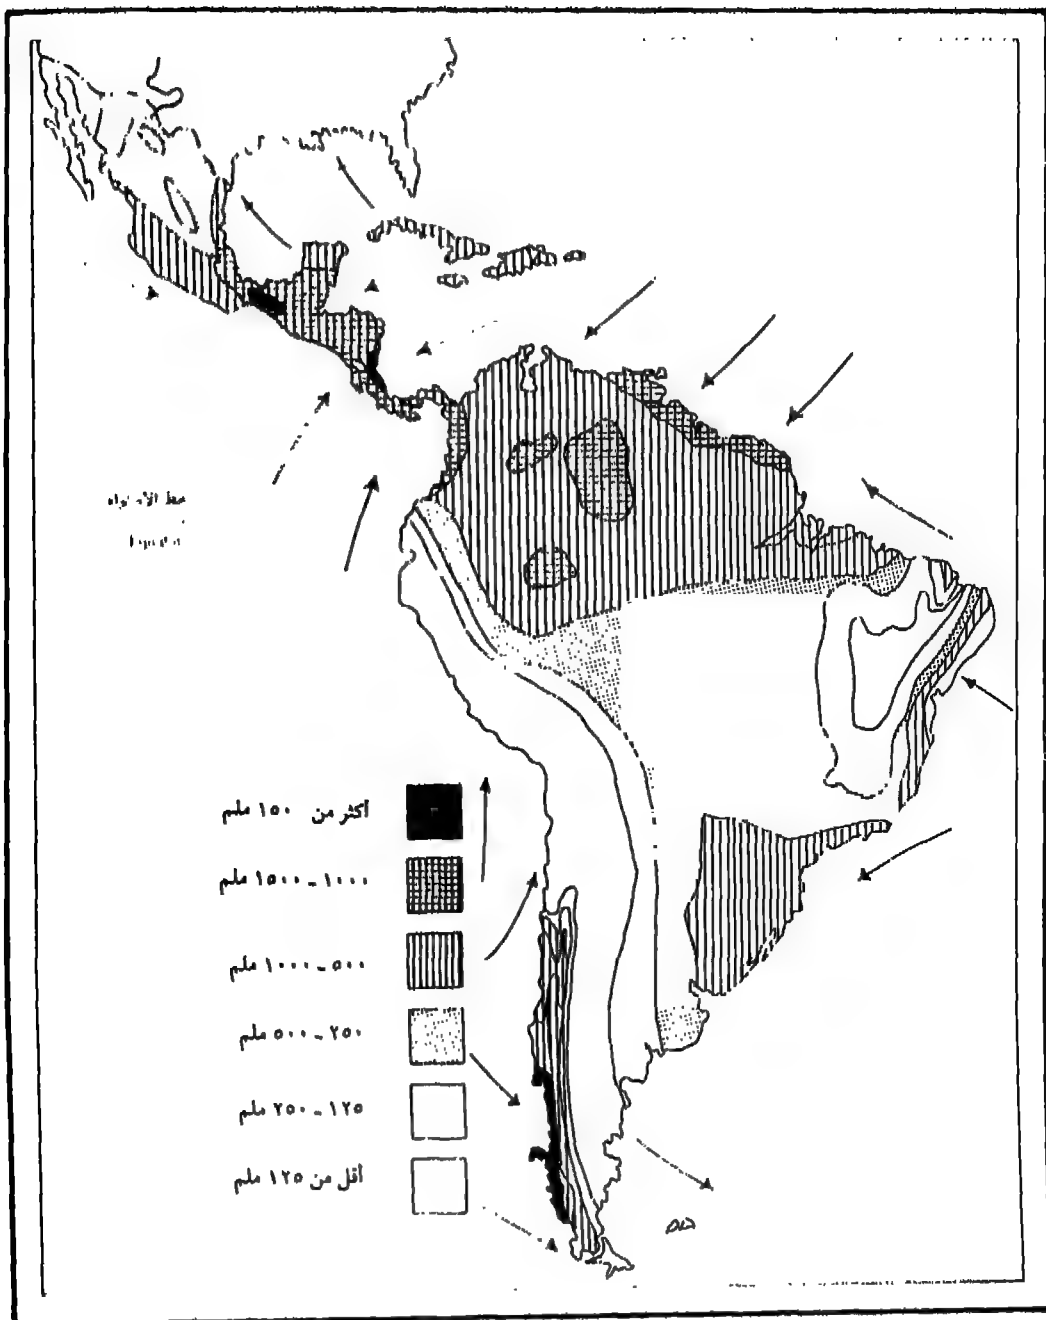 خط
أكثر من ١٥٠ ملم
١٠٠٠ - ١٥٠٠ ملم
٥٠٠ - ١٠٠٠ ملم
٢٥٠ - ٥٠٠ ملم
١٢٥ - ٢٥٠ ملم
أقل من ١٢٥ ملم